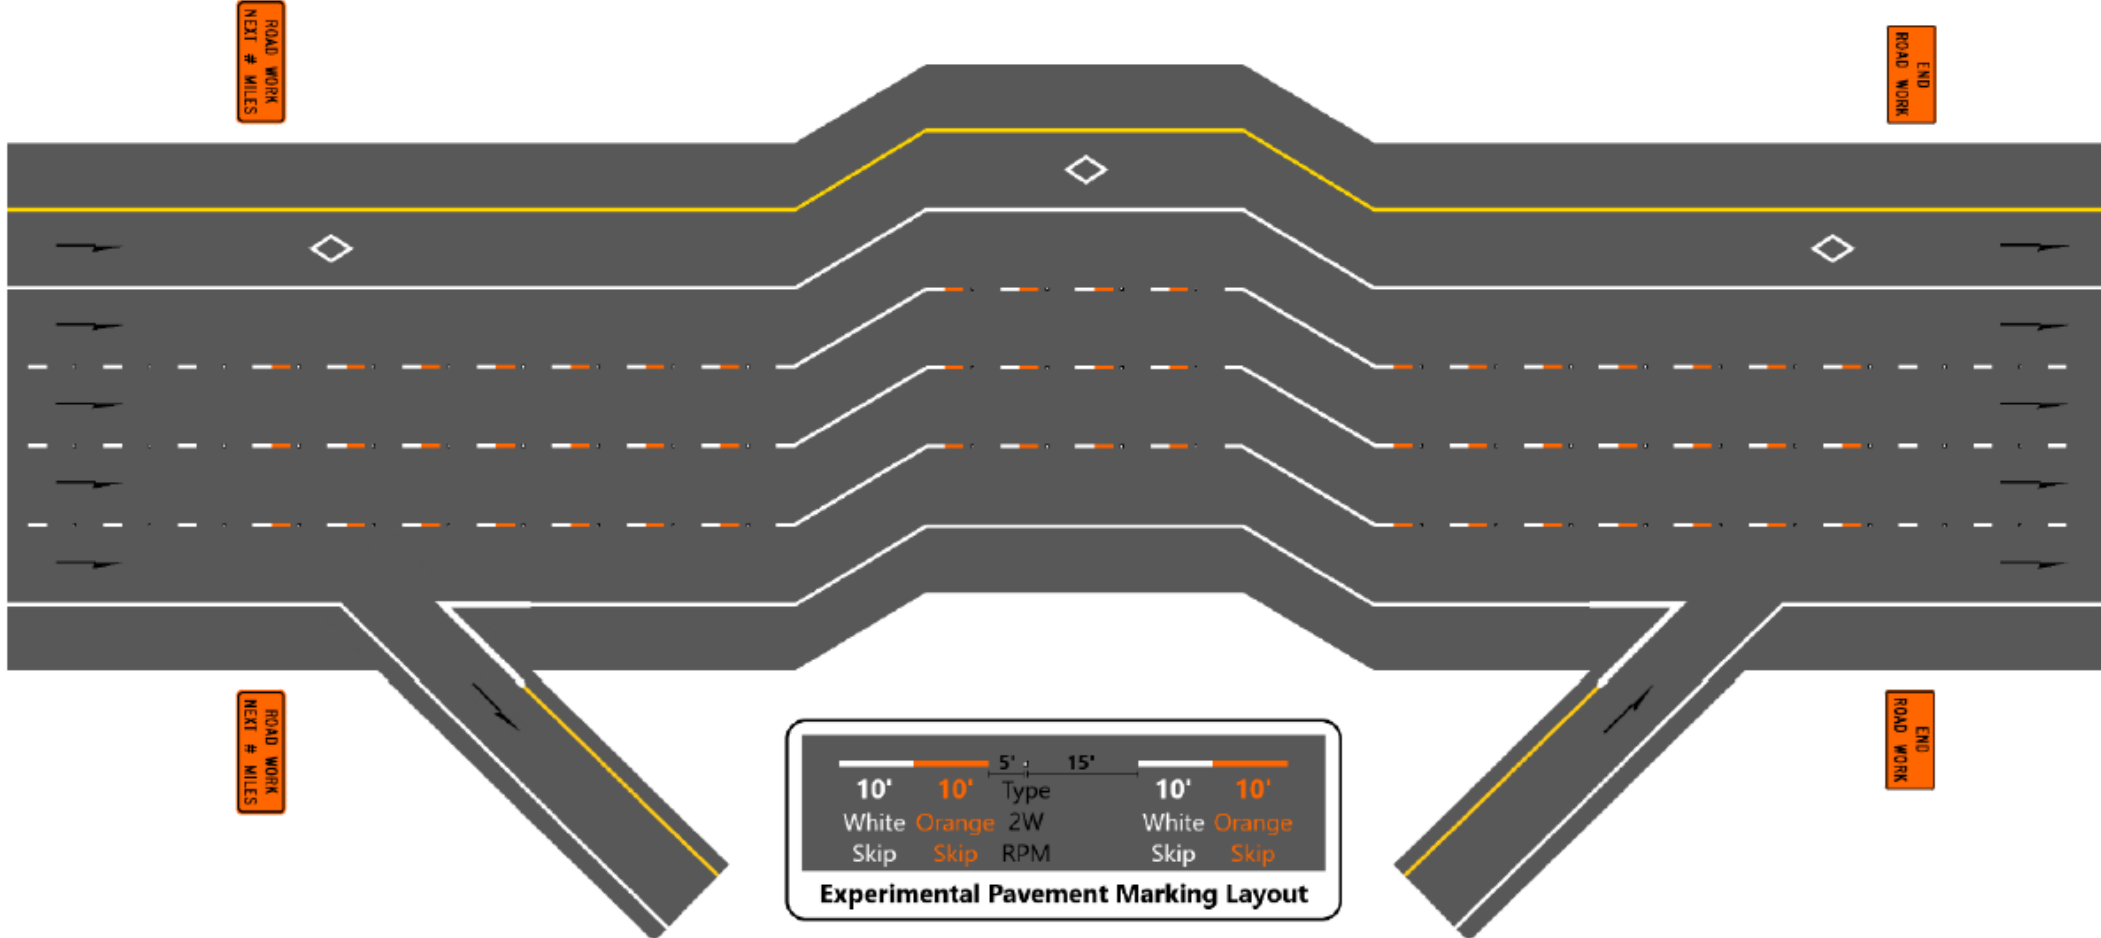 ROAD WORK
NEXT # MILES
END
ROAD WORK
ROAD WORK
NEXT # MILES
END
ROAD WORK
5' 15'
10' 10' Type 10' 10'
White Orange 2W White Orange
Skip Skip RPM Skip Skip
Experimental Pavement Marking Layout